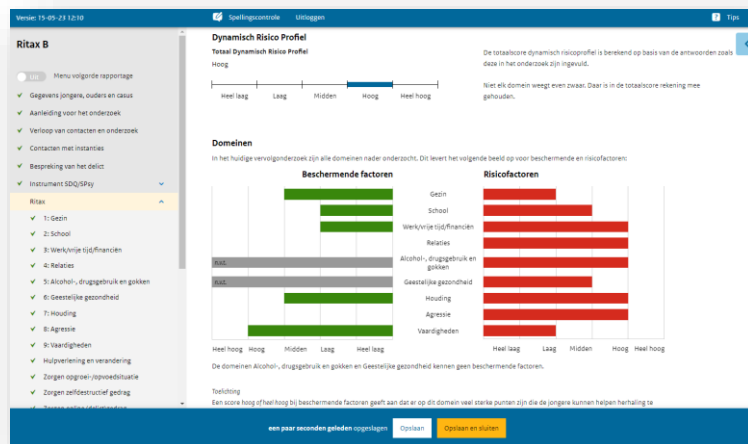 Versie: 15-05-23 12:10
Spellingscontrole
Uitloggen
Tips
Ritax B
Uit
Menu volgorde rapportage
Gegevens jongere, ouders en casus
Aanleiding voor het onderzoek
Verloop van contacten en onderzoek
Contacten met instanties
Bespreking van het delict
Instrument SDQ/SPsy
Ritax
1: Gezin
2: School
3: Werk/vrije tijd/financiën
4: Relaties
5: Alcohol-, drugsgebruik en gokken
6: Geestelijke gezondheid
7: Houding
8: Agressie
9: Vaardigheden
Hulpverlening en verandering
Zorgen opgroei-/opvoedsituatie
Zorgen zelfdestructief gedrag
Dynamisch Risico Profiel
Totaal Dynamisch Risico Profiel
Hoog
Heel laag
Laag
Midden
Hoog
Heel hoog
De totaalscore dynamisch risicoprofiel is berekend op basis van de antwoorden zoals
deze in het onderzoek zijn ingevuld.
Niet elk domein weegt even zwaar. Daar is in de totaalscore rekening mee
gehouden.
Domeinen
In het huidige vervolgonderzoek zijn alle domeinen nader onderzocht. Dit levert het volgende beeld op voor beschermende en risicofactoren:
Beschermende factoren
Risicofactoren
Gezin
School
Werk/vrije tijd/financiën
Relaties
Alcohol-, drugsgebruik en
gokken
Geestelijke gezondheid
Houding
Agressie
Vaardigheden
Heel hoog
Hoog
Midden
Laag
Heel laag
Heel laag
Laag
Midden
Hoog
Heel hoog
De domeinen Alcohol-, drugsgebruik en gokken en Geestelijke gezondheid kennen geen beschermende factoren.
Toelichting
Een score hoog of heel hoog bij beschermende factoren geeft aan dat er op dit domein veel sterke punten zijn die de jongere kunnen helpen herhaling te
een paar seconden geleden opgeslagen
Opslaan
Opslaan en sluiten